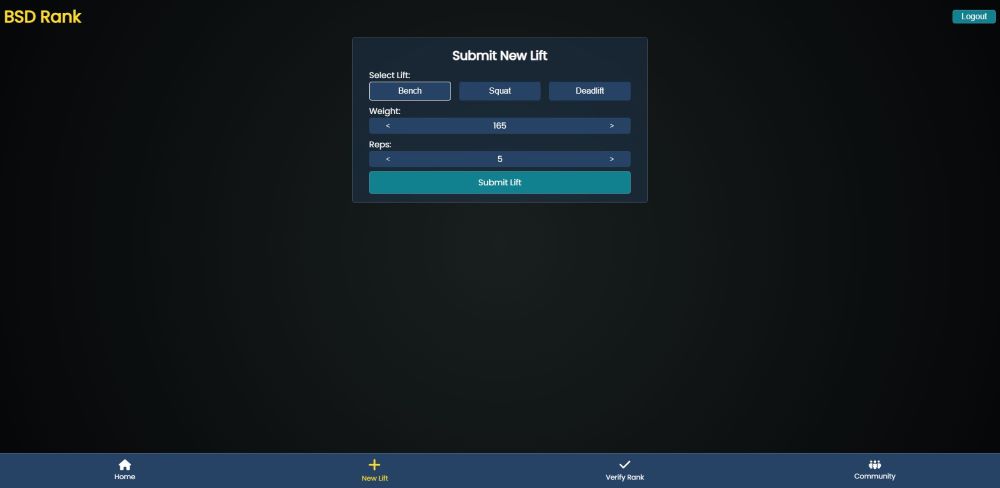 BSD Rank
Logout
Submit New Lift
Select Lift:
Bench Squat Deadlift
Weight:
< 165 >
Reps:
< 5 >
Submit Lift
Home New Lift Verify Rank Community